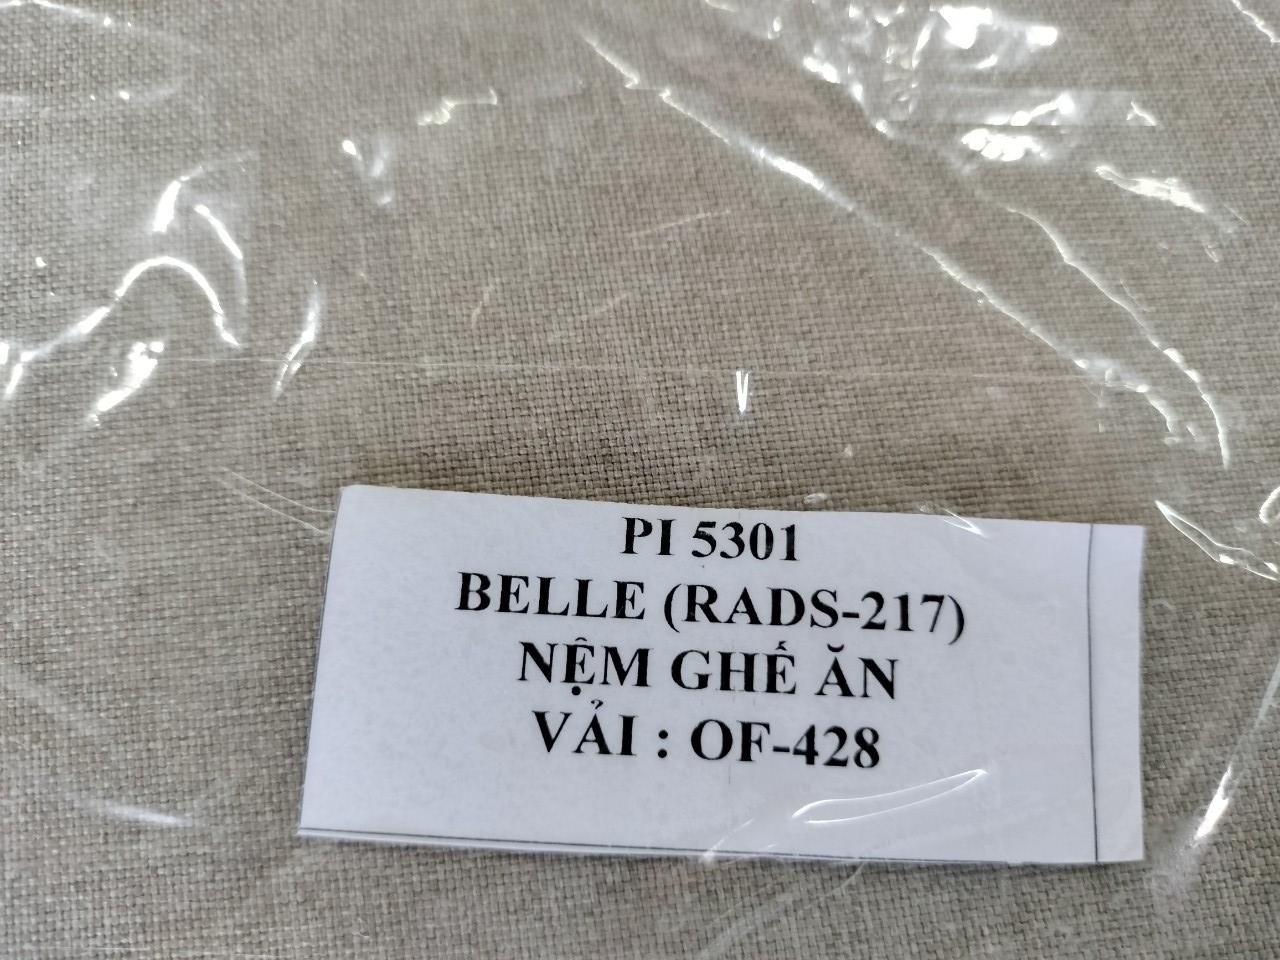 PI 5301
BELLE (RADS-217)
NỆM GHẾ ĂN
VẢI : OF-428